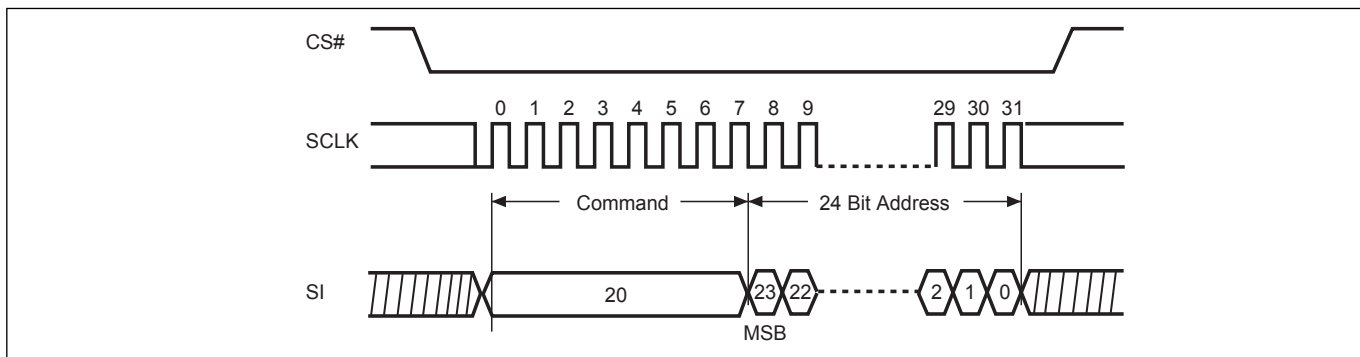 CS#
0 1 2 3 4 5 6 7 8 9 29 30 31
SCLK
Command 24 Bit Address
SI 20 23 22 2 1 0
MSB